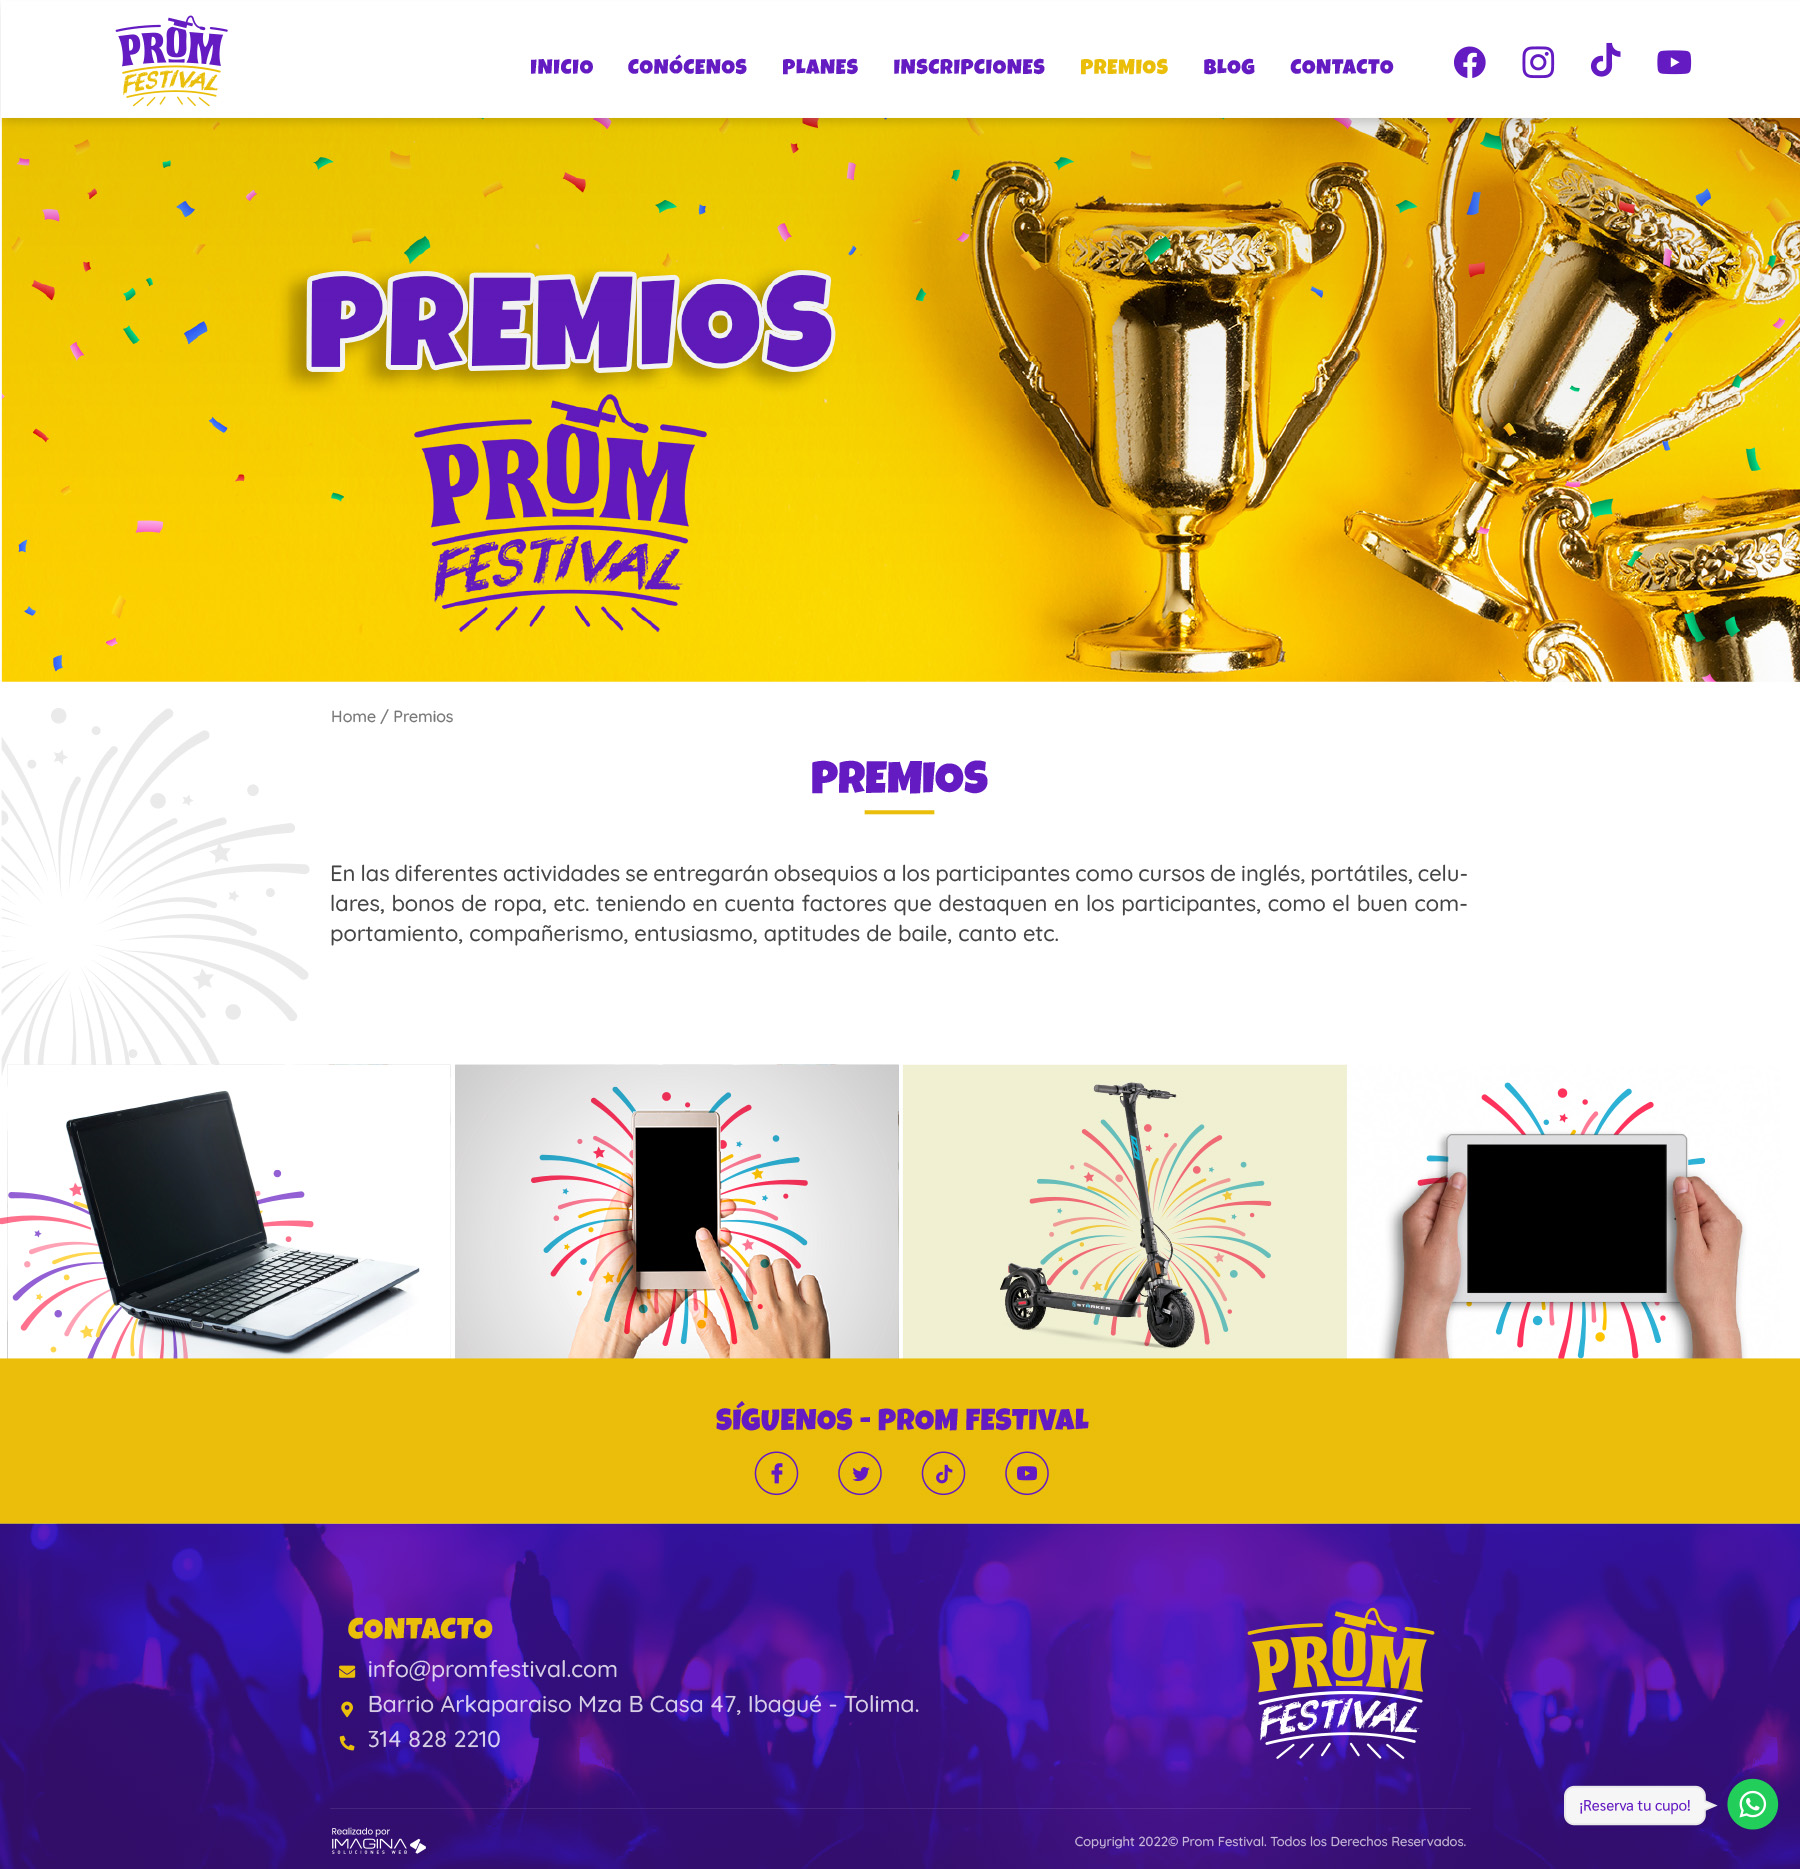 PROM
FESTIVAL
INICIO CONÓCENOS PLANES INSCRIPCIONES PREMIOS BLOG CONTACTO
PREMIOS
PROM
FESTIVAL
Home / Premios
PREMIOS
En las diferentes actividades se entregarán obsequios a los participantes como cursos de inglés, portátiles, celu-
lares, bonos de ropa, etc. teniendo en cuenta factores que destaquen en los participantes, como el buen com-
portamiento, compañerismo, entusiasmo, aptitudes de baile, canto etc.
STARKER
SÍGUENOS - PROM FESTIVAL
CONTACTO
info@promfestival.com
Barrio Arkaparaiso Mza B Casa 47, Ibagué - Tolima.
314 828 2210
PROM
FESTIVAL
¡Reserva tu cupo!
Realizado por
IMAGINA
SOLUCIONES WEB
Copyright 2022© Prom Festival. Todos los Derechos Reservados.